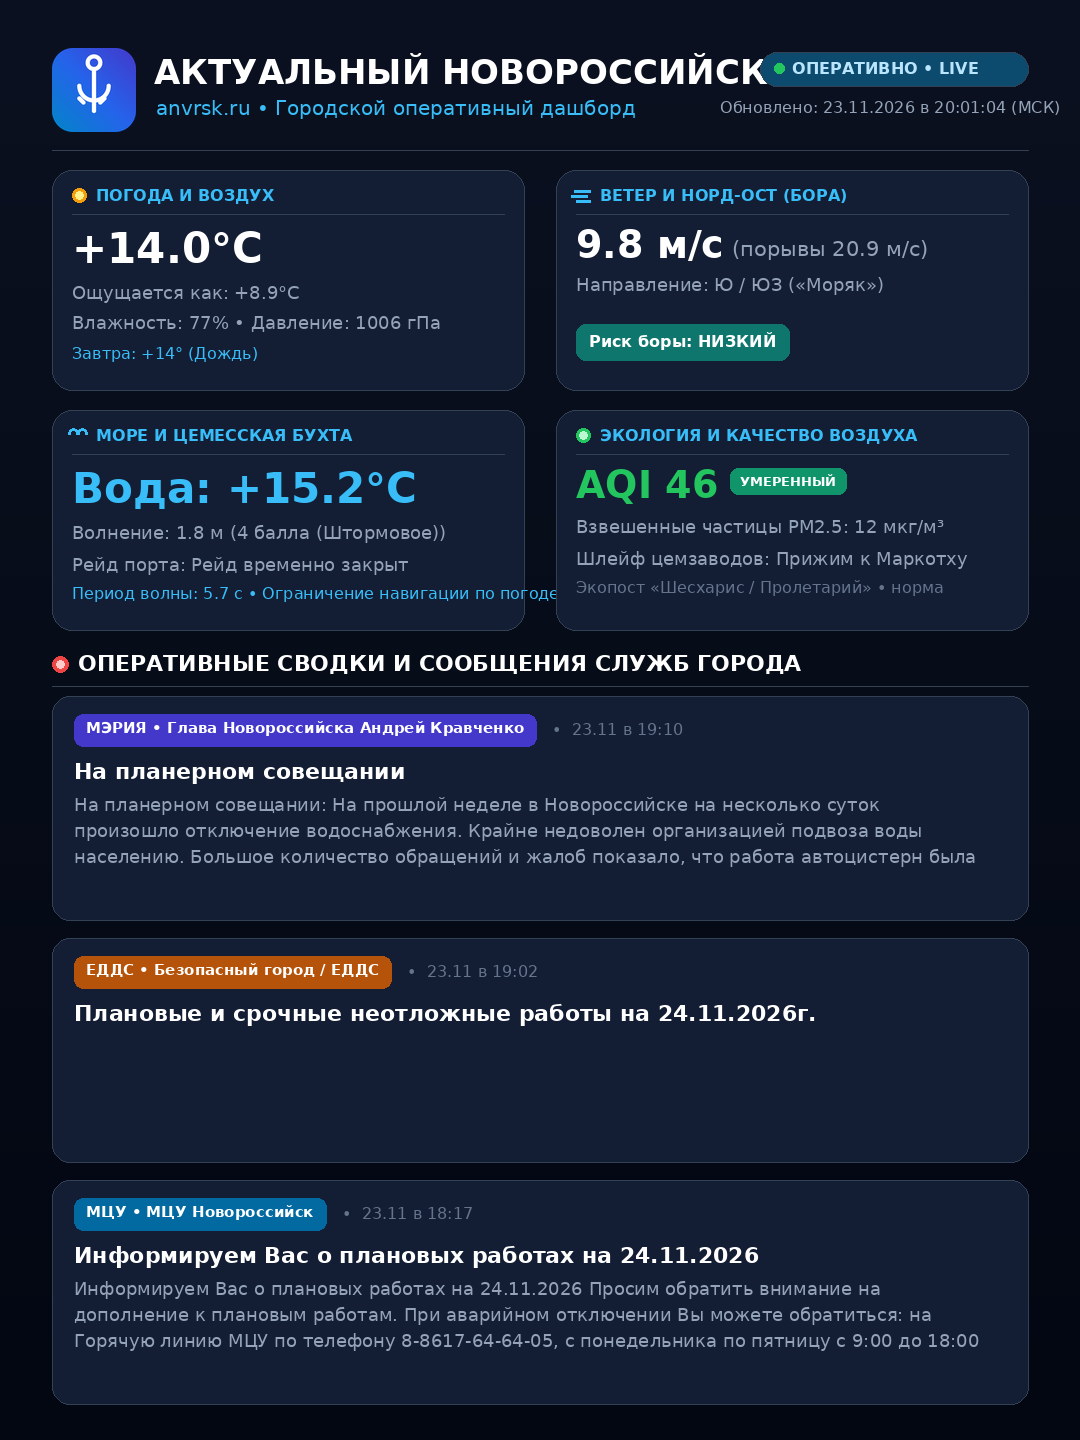 АКТУАЛЬНЫЙ НОВОРОССИЙСК
ОПЕРАТИВНО • LIVE
anvrsk.ru • Городской оперативный дашборд
Обновлено: 23.11.2026 в 20:01:04 (МСК)
ПОГОДА И ВОЗДУХ
+14.0°C
Ощущается как: +8.9°C
Влажность: 77% • Давление: 1006 гПа
Завтра: +14° (Дождь)
ВЕТЕР И НОРД-ОСТ (БОРА)
9.8 м/с (порывы 20.9 м/с)
Направление: Ю / ЮЗ («Моряк»)
Риск боры: НИЗКИЙ
МОРЕ И ЦЕМЕССКАЯ БУХТА
Вода: +15.2°C
Волнение: 1.8 м (4 балла (Штормовое))
Рейд порта: Рейд временно закрыт
Период волны: 5.7 с • Ограничение навигации по погоде
ЭКОЛОГИЯ И КАЧЕСТВО ВОЗДУХА
AQI 46 УМЕРЕННЫЙ
Взвешенные частицы PM2.5: 12 мкг/м³
Шлейф цемзаводов: Прижим к Маркотху
Экопост «Шесхарис / Пролетарий» • норма
ОПЕРАТИВНЫЕ СВОДКИ И СООБЩЕНИЯ СЛУЖБ ГОРОДА
МЭРИЯ • Глава Новороссийска Андрей Кравченко • 23.11 в 19:10
На планерном совещании
На планерном совещании: На прошлой неделе в Новороссийске на несколько суток
произошло отключение водоснабжения. Крайне недоволен организацией подвоза воды
населению. Большое количество обращений и жалоб показало, что работа автоцистерн была
ЕДДС • Безопасный город / ЕДДС • 23.11 в 19:02
Плановые и срочные неотложные работы на 24.11.2026г.
МЦУ • МЦУ Новороссийск • 23.11 в 18:17
Информируем Вас о плановых работах на 24.11.2026
Информируем Вас о плановых работах на 24.11.2026 Просим обратить внимание на
дополнение к плановым работам. При аварийном отключении Вы можете обратиться: на
Горячую линию МЦУ по телефону 8-8617-64-64-05, с понедельника по пятницу с 9:00 до 18:00